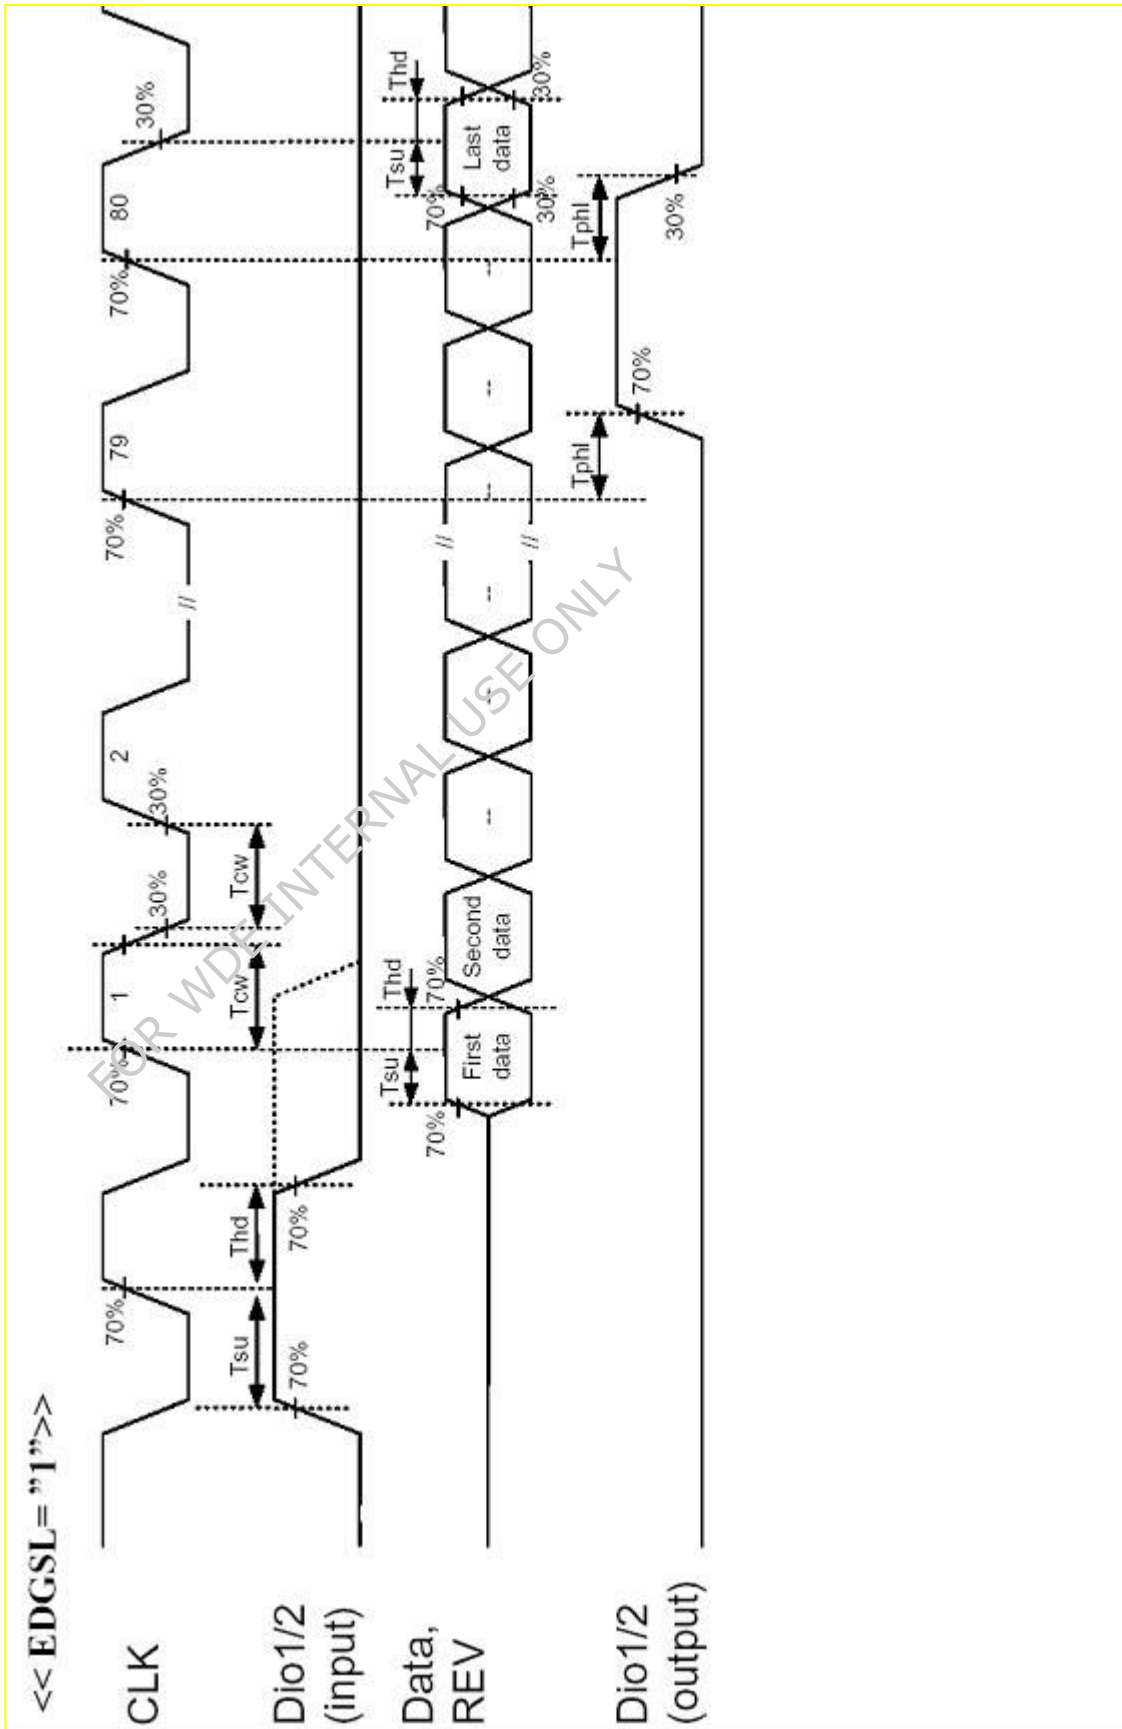 << EDGSL= ”1”>>
CLK
70% 70% 1 2 70% 79 70% 80
30% 30% 30%
//
Dio1/2
(input)
Tsu Thd Tcw Tcw
70% 70%
Data,
REV
Tsu Thd Tsu Thd
70% 70% // 70%
First Second Last
data data data
-- -- -- -- -- -- --
// 30% 30%
Dio1/2
(output)
Tphl Tphl
70% 30%
FOR WDE INTERNAL USE ONLY